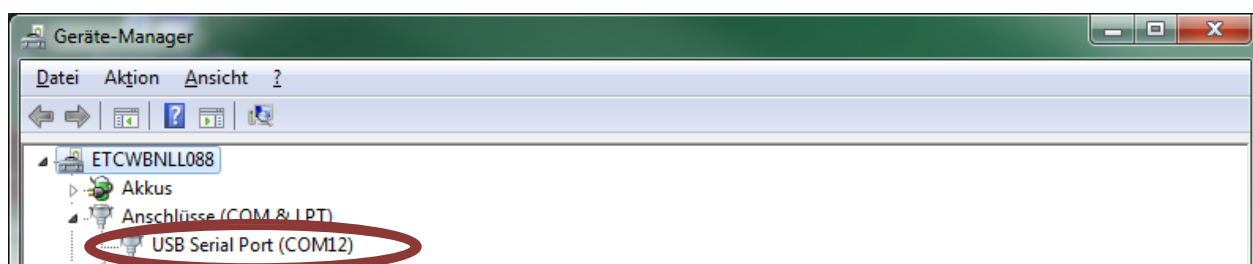 Geräte-Manager
Datei Aktion Ansicht ?
ETCWBNLL088
Akkus
Anschlüsse (COM & LPT)
USB Serial Port (COM12)